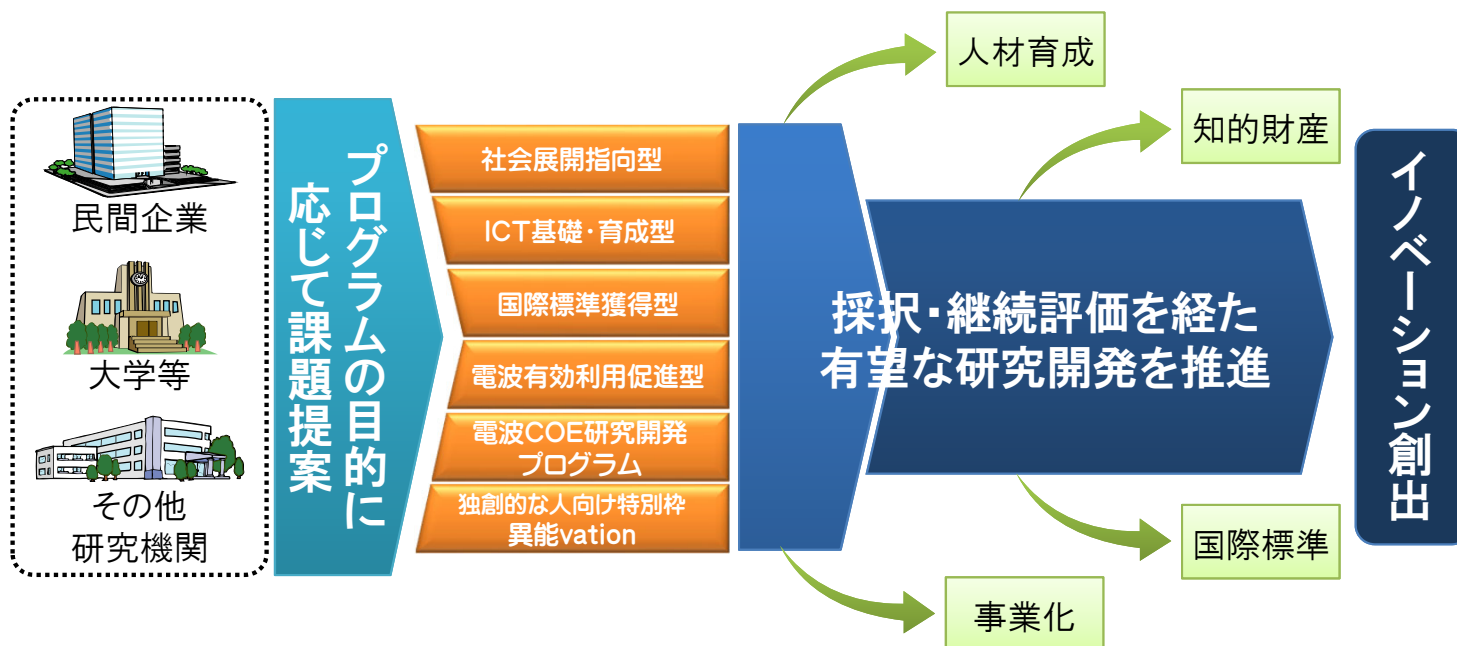 民間企業
大学等
その他
研究機関
プログラムの目的に
応じて課題提案
社会展開指向型
ICT基礎・育成型
国際標準獲得型
電波有効利用促進型
電波COE研究開発
プログラム
独創的な人向け特別枠
異能vation
採択・継続評価を経た
有望な研究開発を推進
人材育成
知的財産
国際標準
事業化
イノベーション創出